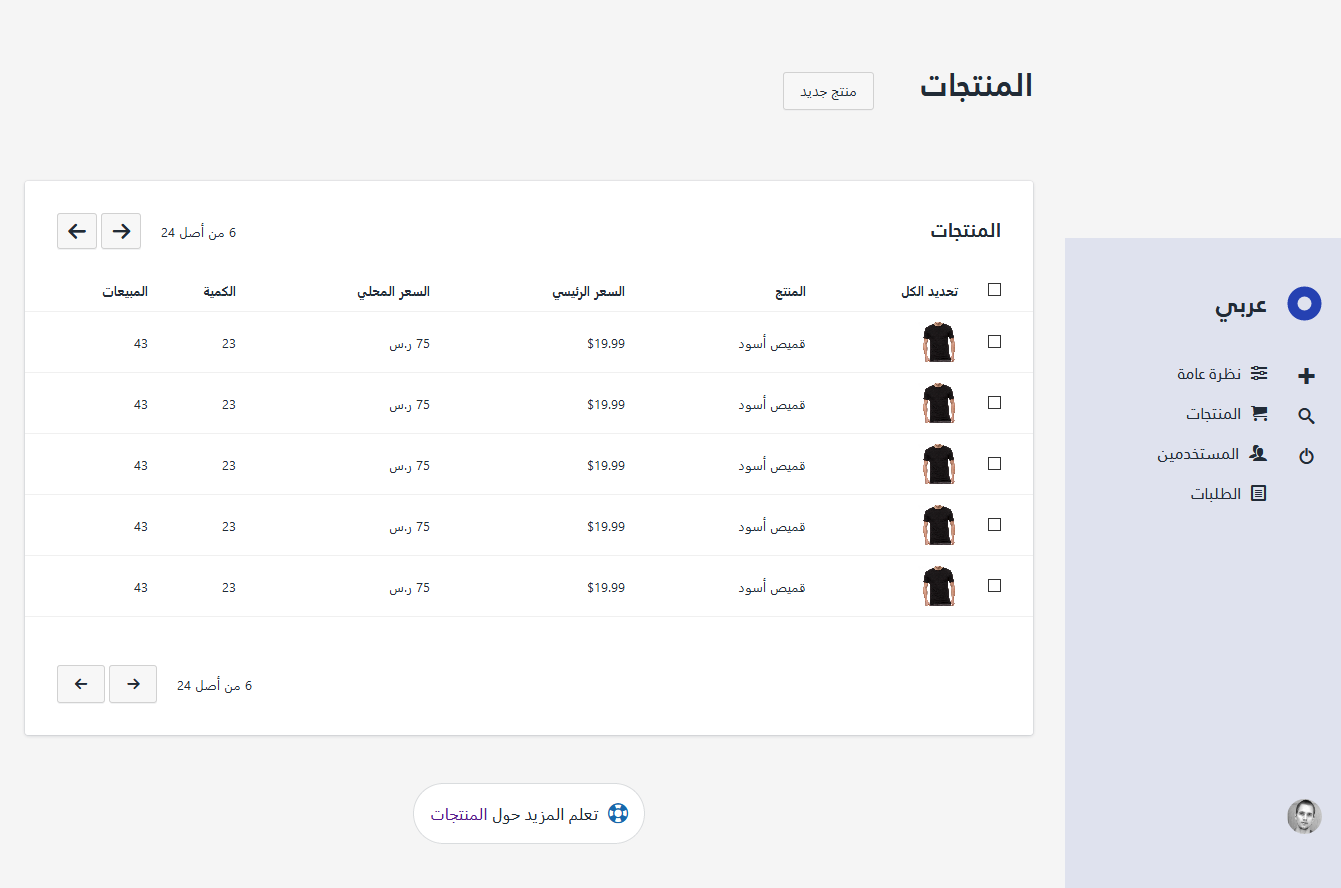 المنتجات
منتج جديد
عربي
نظرة عامة
المنتجات
المستخدمين
الطلبات
المنتجات
6 من أصل 24
تحديد الكل المنتج السعر الرئيسي السعر المحلي الكمية المبيعات
قميص أسود $19.99 75 ر.س 23 43
قميص أسود $19.99 75 ر.س 23 43
قميص أسود $19.99 75 ر.س 23 43
قميص أسود $19.99 75 ر.س 23 43
قميص أسود $19.99 75 ر.س 23 43
6 من أصل 24
تعلم المزيد حول المنتجات